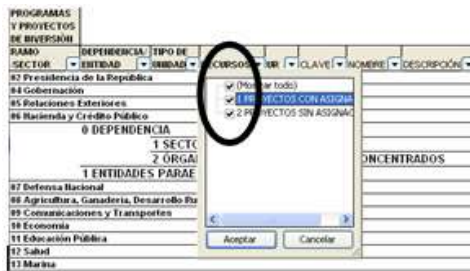 PROGRAMAS
Y PROYECTOS
DE INVERSIÓN
RAMO
SECTOR
DEPENDENCIA/
ENTIDAD
TIPO DE
UNIDAD
RECURSOS
UR
CLAVE
NOMBRE
DESCRIPCIÓN
02 Presidencia de la República
04 Gobernación
05 Relaciones Exteriores
06 Hacienda y Crédito Público
0 DEPENDENCIA
1 SECTO
2 ÓRGA
ONCENTRADOS
1 ENTIDADES PARAE
07 Defensa Nacional
08 Agricultura, Ganadería, Desarrollo Ru
09 Comunicaciones y Transportes
10 Economía
11 Educación Pública
12 Salud
13 Marina
(Mostrar todo)
1 PROYECTOS CON ASIGNA
2 PROYECTOS SIN ASIGNAC
Aceptar
Cancelar